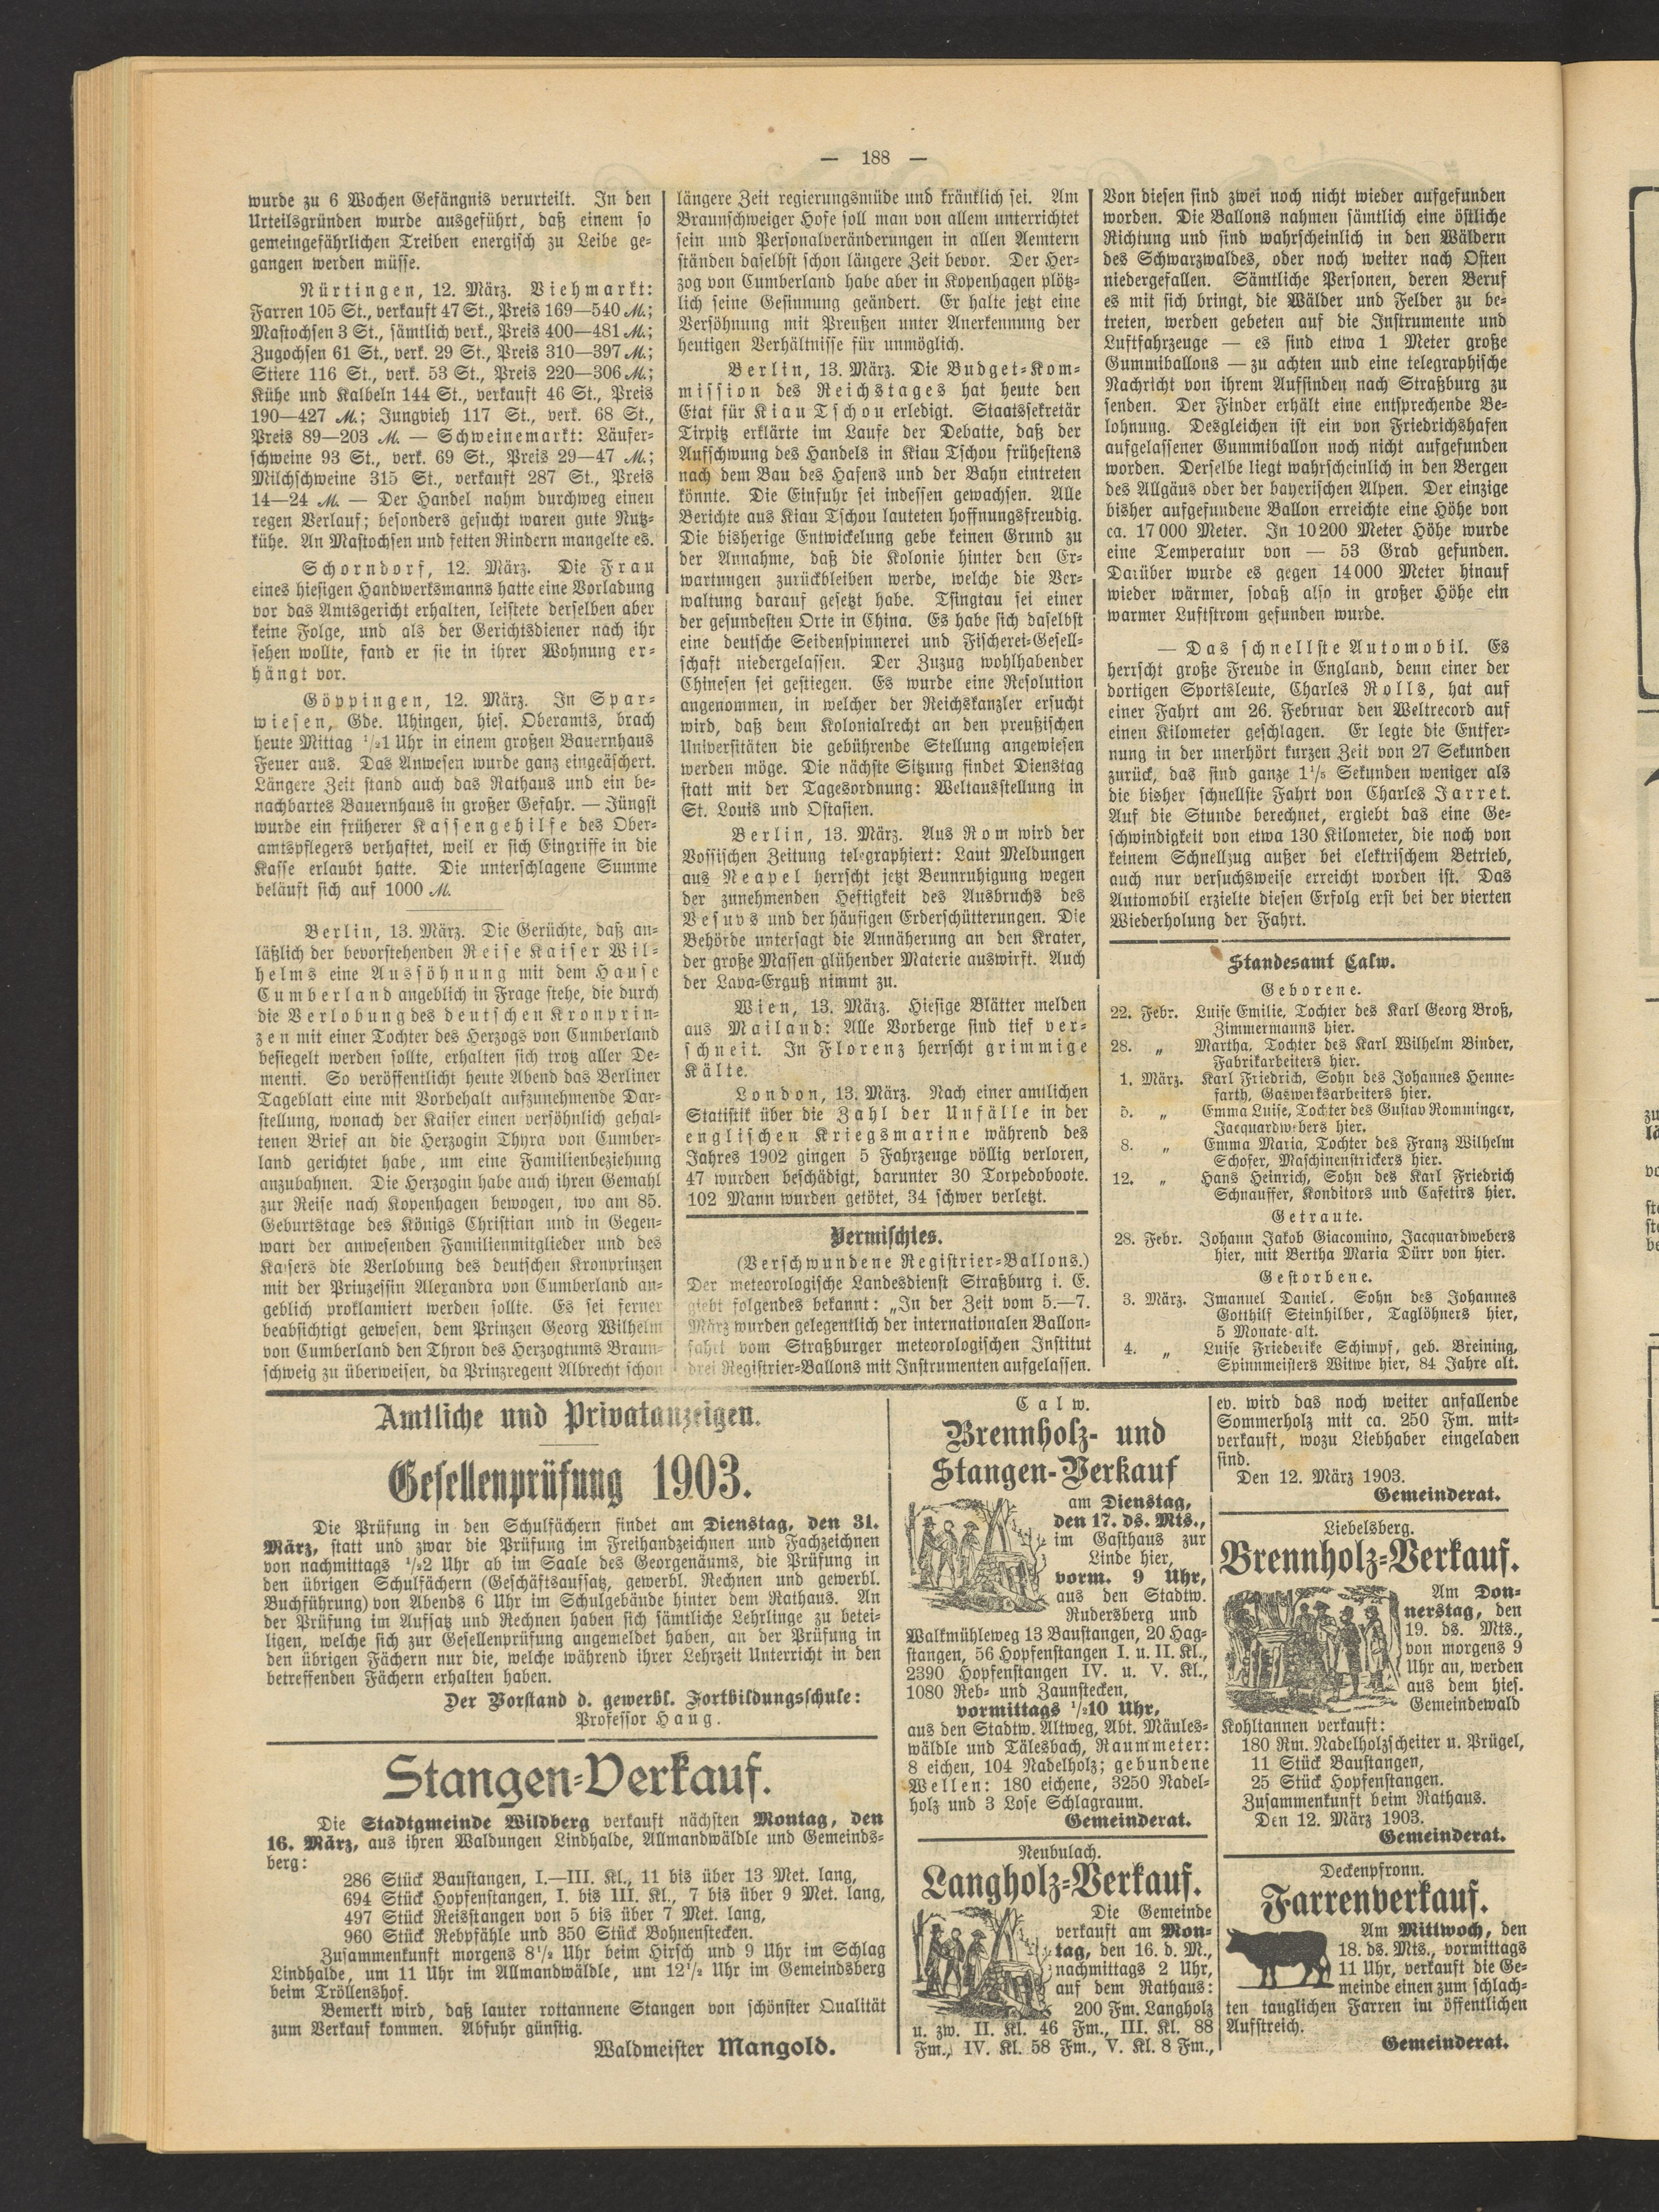 — 188 —
wurde zu 6 Wochen Gefängnis verurteilt. In den
Urteilsgründen wurde ausgeführt, daß einem so
gemeingefährlichen Treiben energisch zu Leibe ge-
gangen werden müsse.
Nürtingen, 12. März. Viehmarkt:
Farren 105 St., verkauft 47 St., Preis 169—540 M.;
Mastochsen 3 St., sämtlich verk., Preis 400—481 M.;
Zugochsen 61 St., verk. 29 St., Preis 310—397 M.;
Stiere 116 St., verk. 53 St., Preis 220—306 M.;
Kühe und Kalbeln 144 St., verkauft 46 St., Preis
190—427 M.; Jungvieh 117 St., verk. 68 St.,
Preis 89—203 M. — Schweinemarkt: Läufer-
schweine 93 St., verk. 69 St., Preis 29—47 M.;
Milchschweine 315 St., verkauft 287 St., Preis
14—24 M. — Der Handel nahm durchweg einen
regen Verlauf; besonders gesucht waren gute Nutz-
kühe. An Mastochsen und fetten Rindern mangelte es.
Schorndorf, 12. März. Die Frau
eines hiesigen Handwerksmanns hatte eine Vorladung
vor das Amtsgericht erhalten, leistete derselben aber
keine Folge, und als der Gerichtsdiener nach ihr
sehen wollte, fand er sie in ihrer Wohnung er-
hängt vor.
Göppingen, 12. März. In Spar-
wiesen, Gde. Uhingen, hies. Oberamts, brach
heute Mittag 1/21 Uhr in einem großen Bauernhaus
Feuer aus. Das Anwesen wurde ganz eingeäschert.
Längere Zeit stand auch das Rathaus und ein be-
nachbartes Bauernhaus in großer Gefahr. — Jüngst
wurde ein früherer Kassengehilfe des Ober-
amtspflegers verhaftet, weil er sich Eingriffe in die
Kasse erlaubt hatte. Die unterschlagene Summe
beläuft sich auf 1000 M.
Berlin, 13. März. Die Gerüchte, daß an-
läßlich der bevorstehenden Reise Kaiser Wil-
helms eine Aussöhnung mit dem Hause
Cumberland angeblich in Frage stehe, die durch
die Verlobung des deutschen Kronprin-
zen mit einer Tochter des Herzogs von Cumberland
besiegelt werden sollte, erhalten sich trotz aller De-
menti. So veröffentlicht heute Abend das Berliner
Tageblatt eine mit Vorbehalt aufzunehmende Dar-
stellung, wonach der Kaiser einen versöhnlich gehal-
tenen Brief an die Herzogin Thyra von Cumber-
land gerichtet habe, um eine Familienbeziehung
anzubahnen. Die Herzogin habe auch ihren Gemahl
zur Reise nach Kopenhagen bewogen, wo am 85.
Geburtstage des Königs Christian und in Gegen-
wart der anwesenden Familienmitglieder und des
Kaisers die Verlobung des deutschen Kronprinzen
mit der Prinzessin Alexandra von Cumberland an-
geblich proklamiert werden sollte. Es sei ferner
beabsichtigt gewesen, dem Prinzen Georg Wilhelm
von Cumberland den Thron des Herzogtums Braun-
schweig zu überweisen, da Prinzregent Albrecht schon
längere Zeit regierungsmüde und kränklich sei. Am
Braunschweiger Hofe soll man von allem unterrichtet
sein und Personalveränderungen in allen Aemtern
ständen daselbst schon längere Zeit bevor. Der Her-
zog von Cumberland habe aber in Kopenhagen plötz-
lich seine Gesinnung geändert. Er halte jetzt eine
Versöhnung mit Preußen unter Anerkennung der
heutigen Verhältnisse für unmöglich.
Berlin, 13. März. Die Budget-Kom-
mission des Reichstages hat heute den
Etat für Kiau Tschou erledigt. Staatssekretär
Tirpitz erklärte im Laufe der Debatte, daß der
Aufschwung des Handels in Kiau Tschou frühestens
nach dem Bau des Hafens und der Bahn eintreten
könnte. Die Einfuhr sei indessen gewachsen. Alle
Berichte aus Kiau Tschou lauteten hoffnungsfreudig.
Die bisherige Entwickelung gebe keinen Grund zu
der Annahme, daß die Kolonie hinter den Er-
wartungen zurückbleiben werde, welche die Ver-
waltung darauf gesetzt habe. Tsingtau sei einer
der gesundesten Orte in China. Es habe sich daselbst
eine deutsche Seidenspinnerei und Fischerei-Gesell-
schaft niedergelassen. Der Zuzug wohlhabender
Chinesen sei gestiegen. Es wurde eine Resolution
angenommen, in welcher der Reichskanzler ersucht
wird, daß dem Kolonialrecht an den preußischen
Universitäten die gebührende Stellung angewiesen
werden möge. Die nächste Sitzung findet Dienstag
statt mit der Tagesordnung: Weltausstellung in
St. Louis und Ostasien.
Berlin, 13. März. Aus Rom wird der
Vossischen Zeitung telegraphiert: Laut Meldungen
aus Neapel herrscht jetzt Beunruhigung wegen
der zunehmenden Heftigkeit des Ausbruchs des
Vesuvs und der häufigen Erderschütterungen. Die
Behörde untersagt die Annäherung an den Krater,
der große Massen glühender Materie auswirft. Auch
der Lava-Erguß nimmt zu.
Wien, 13. März. Hiesige Blätter melden
aus Mailand: Alle Vorberge sind tief ver-
schneit. In Florenz herrscht grimmige
Kälte.
London, 13. März. Nach einer amtlichen
Statistik über die Zahl der Unfälle in der
englischen Kriegsmarine während des
Jahres 1902 gingen 5 Fahrzeuge völlig verloren,
47 wurden beschädigt, darunter 30 Torpedoboote.
102 Mann wurden getötet, 34 schwer verletzt.
Vermischtes.
(Verschwundene Registrier-Ballons.)
Der meteorologische Landesdienst Straßburg i. E.
giebt folgendes bekannt: „In der Zeit vom 5.—7.
März wurden gelegentlich der internationalen Ballon-
fahrt vom Straßburger meteorologischen Institut
drei Registrier-Ballons mit Instrumenten aufgelassen.
Von diesen sind zwei noch nicht wieder aufgefunden
worden. Die Ballons nahmen sämtlich eine östliche
Richtung und sind wahrscheinlich in den Wäldern
des Schwarzwaldes, oder noch weiter nach Osten
niedergefallen. Sämtliche Personen, deren Beruf
es mit sich bringt, die Wälder und Felder zu be-
treten, werden gebeten auf die Instrumente und
Luftfahrzeuge — es sind etwa 1 Meter große
Gummiballons — zu achten und eine telegraphische
Nachricht von ihrem Auffinden nach Straßburg zu
senden. Der Finder erhält eine entsprechende Be-
lohnung. Desgleichen ist ein von Friedrichshafen
aufgelassener Gummiballon noch nicht aufgefunden
worden. Derselbe liegt wahrscheinlich in den Bergen
des Allgäus oder der bayerischen Alpen. Der einzige
bisher aufgefundene Ballon erreichte eine Höhe von
ca. 17 000 Meter. In 10 200 Meter Höhe wurde
eine Temperatur von — 53 Grad gefunden.
Darüber wurde es gegen 14 000 Meter hinauf
wieder wärmer, sodaß also in großer Höhe ein
warmer Luftstrom gefunden wurde.
— Das schnellste Automobil. Es
herrscht große Freude in England, denn einer der
dortigen Sportsleute, Charles Rolls, hat auf
einer Fahrt am 26. Februar den Weltrecord auf
einen Kilometer geschlagen. Er legte die Entfer-
nung in der unerhört kurzen Zeit von 27 Sekunden
zurück, das sind ganze 1 1/5 Sekunden weniger als
die bisher schnellste Fahrt von Charles Jarret.
Auf die Stunde berechnet, ergiebt das eine Ge-
schwindigkeit von etwa 130 Kilometer, die noch von
keinem Schnellzug außer bei elektrischem Betrieb,
auch nur versuchsweise erreicht worden ist. Das
Automobil erzielte diesen Erfolg erst bei der vierten
Wiederholung der Fahrt.
Standesamt Calw.
Geborene.
22. Febr. Luise Emilie, Tochter des Karl Georg Broß,
Zimmermanns hier.
28. „ Martha, Tochter des Karl Wilhelm Binder,
Fabrikarbeiters hier.
1. März. Karl Friedrich, Sohn des Johannes Henne-
farth, Gaswerksarbeiters hier.
5. „ Emma Luise, Tochter des Gustav Romminger,
Jacquardwebers hier.
8. „ Emma Maria, Tochter des Franz Wilhelm
Schofer, Maschinenstrickers hier.
12. „ Hans Heinrich, Sohn des Karl Friedrich
Schnauffer, Konditors und Cafetirs hier.
Getraute.
28. Febr. Johann Jakob Giacomino, Jacquardwebers
hier, mit Bertha Maria Dürr von hier.
Gestorbene.
3. März. Imanuel Daniel, Sohn des Johannes
Gotthilf Steinhilber, Taglöhners hier,
5 Monate alt.
4. „ Luise Friederike Schimpf, geb. Breining,
Spinnmeisters Witwe hier, 84 Jahre alt.
Amtliche und Privatanzeigen.
Gesellenprüfung 1903.
Die Prüfung in den Schulfächern findet am Dienstag, den 31.
März, statt und zwar die Prüfung im Freihandzeichnen und Fachzeichnen
von nachmittags 1/22 Uhr ab im Saale des Georgenäums, die Prüfung in
den übrigen Schulfächern (Geschäftsaufsatz, gewerbl. Rechnen und gewerbl.
Buchführung) von Abends 6 Uhr im Schulgebäude hinter dem Rathaus. An
der Prüfung im Aufsatz und Rechnen haben sich sämtliche Lehrlinge zu betei-
ligen, welche sich zur Gesellenprüfung angemeldet haben, an der Prüfung in
den übrigen Fächern nur die, welche während ihrer Lehrzeit Unterricht in den
betreffenden Fächern erhalten haben.
Der Vorstand d. gewerbl. Fortbildungsschule:
Professor Haug.
Stangen-Verkauf.
Die Stadtgmeinde Wildberg verkauft nächsten Montag, den
16. März, aus ihren Waldungen Lindhalde, Allmandwäldle und Gemeinds-
berg:
286 Stück Baustangen, I.—III. Kl., 11 bis über 13 Met. lang,
694 Stück Hopfenstangen, I. bis III. Kl., 7 bis über 9 Met. lang,
497 Stück Reisstangen von 5 bis über 7 Met. lang,
960 Stück Rebpfähle und 350 Stück Bohnenstecken.
Zusammenkunft morgens 8 1/2 Uhr beim Hirsch und 9 Uhr im Schlag
Lindhalde, um 11 Uhr im Allmandwäldle, um 12 1/2 Uhr im Gemeindsberg
beim Tröllenshof.
Bemerkt wird, daß lauter rottannene Stangen von schönster Qualität
zum Verkauf kommen. Abfuhr günstig.
Waldmeister Mangold.
Calw.
Brennholz- und
Stangen-Verkauf
am Dienstag,
den 17. ds. Mts.,
im Gasthaus zur
Linde hier,
vorm. 9 Uhr,
aus den Stadtw.
Rudersberg und
Walkmühleweg 13 Baustangen, 20 Hag-
stangen, 56 Hopfenstangen I. u. II. Kl.,
2390 Hopfenstangen IV. u. V. Kl.,
1080 Reb- und Zaunstecken,
vormittags 1/210 Uhr,
aus den Stadtw. Altweg, Abt. Mäules-
wäldle und Tälesbach, Raummeter:
8 eichen, 104 Nadelholz; gebundene
Wellen: 180 eichene, 3250 Nadel-
holz und 3 Lose Schlagraum.
Gemeinderat.
Neubulach.
Langholz-Verkauf.
Die Gemeinde
verkauft am Mon-
tag, den 16. d. M.,
nachmittags 2 Uhr,
auf dem Rathaus:
200 Fm. Langholz
u. zw. II. Kl. 46 Fm., III. Kl. 88
Fm., IV. Kl. 58 Fm., V. Kl. 8 Fm.,
ev. wird das noch weiter anfallende
Sommerholz mit ca. 250 Fm. mit-
verkauft, wozu Liebhaber eingeladen
sind.
Den 12. März 1903.
Gemeinderat.
Liebelsberg.
Brennholz-Verkauf.
Am Don-
nerstag, den
19. ds. Mts.,
von morgens 9
Uhr an, werden
aus dem hies.
Gemeindewald
Kohltannen verkauft:
180 Rm. Nadelholzscheiter u. Prügel,
11 Stück Baustangen,
25 Stück Hopfenstangen.
Zusammenkunft beim Rathaus.
Den 12. März 1903.
Gemeinderat.
Deckenpfronn.
Farrenverkauf.
Am Mittwoch, den
18. ds. Mts., vormittags
11 Uhr, verkauft die Ge-
meinde einen zum schlach-
ten tauglichen Farren im öffentlichen
Aufstreich.
Gemeinderat.